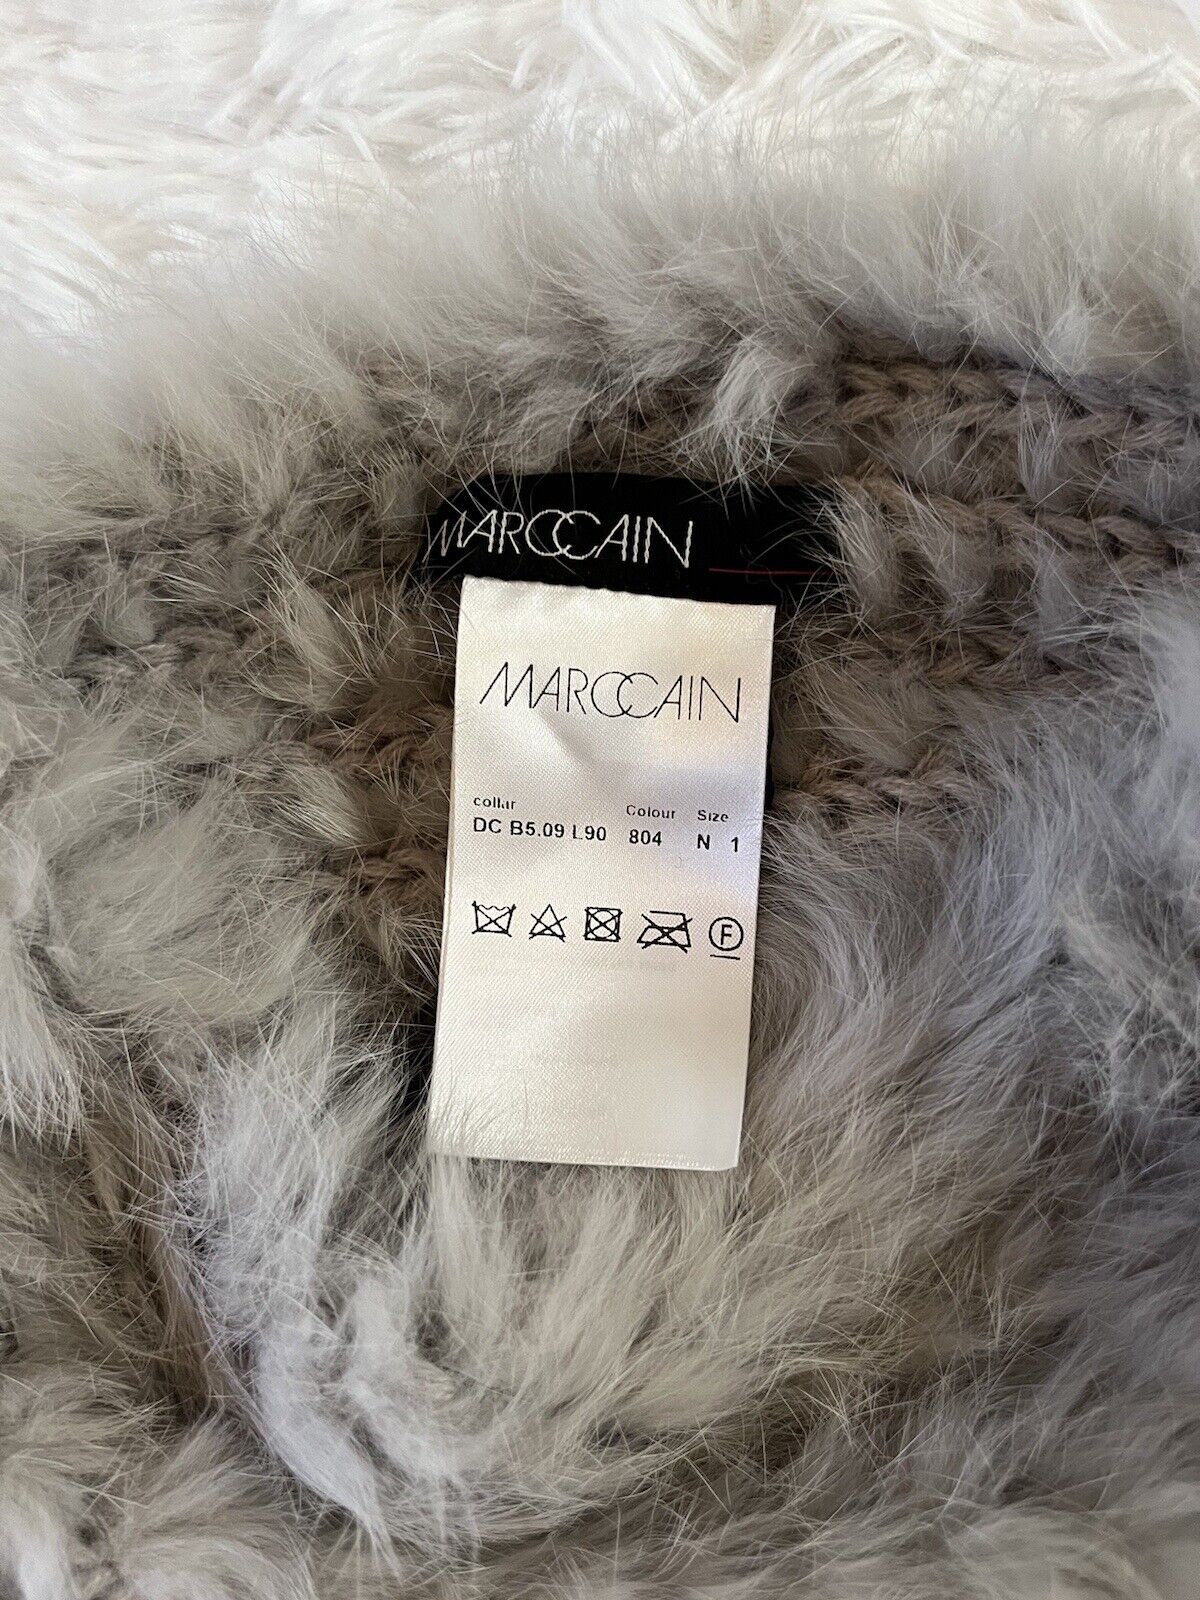 MARCCAIN
MARCCAIN
collar Colour Size
DC B5.09 L90 804 N 1
F